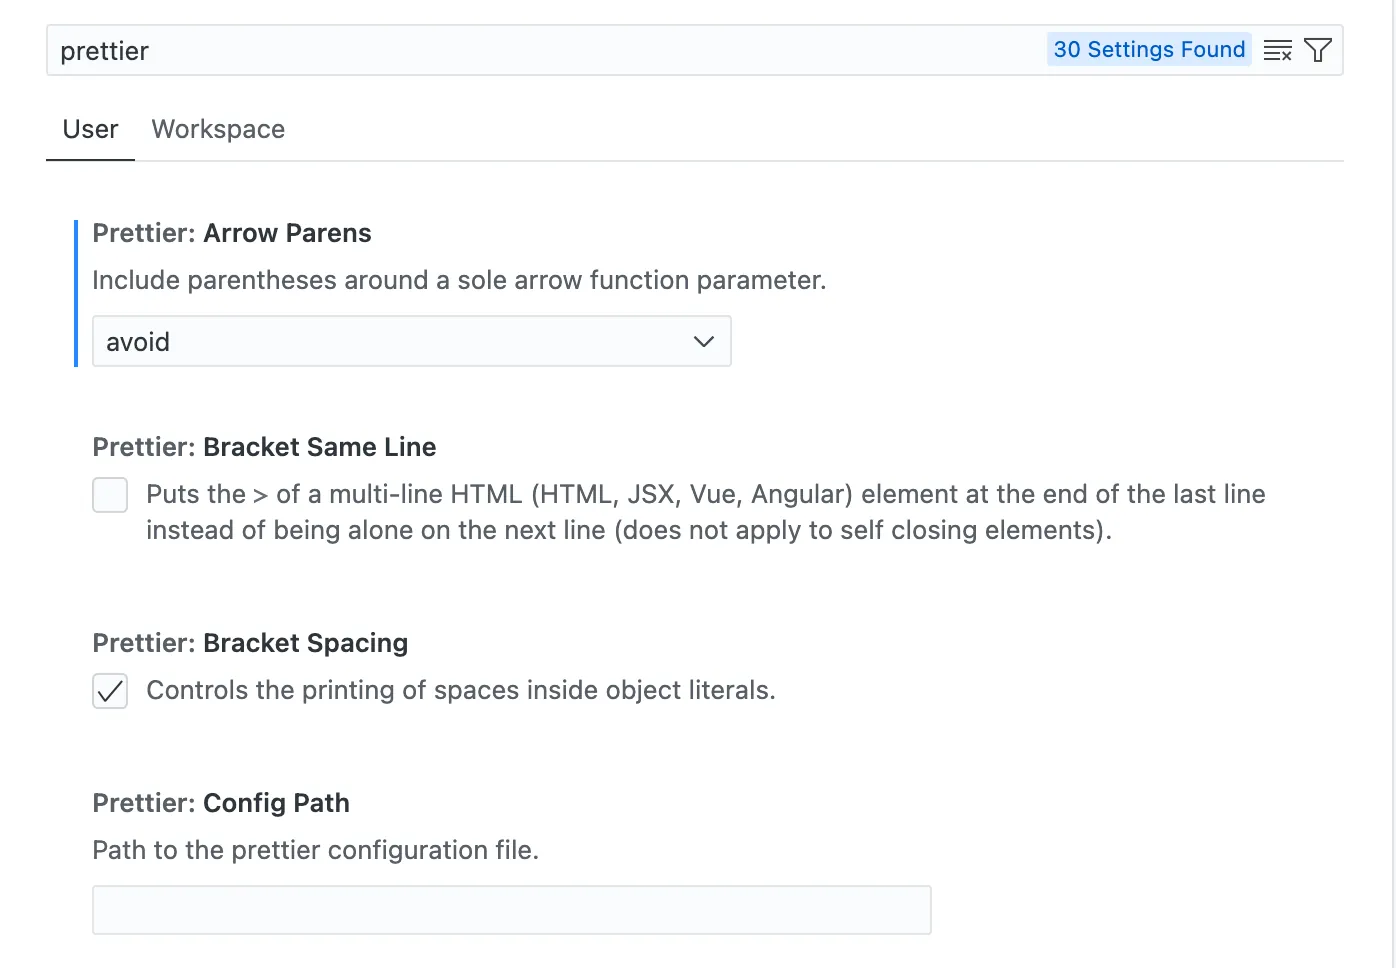 prettier
30 Settings Found
User
Workspace
Prettier: Arrow Parens
Include parentheses around a sole arrow function parameter.
avoid
Prettier: Bracket Same Line
Puts the > of a multi-line HTML (HTML, JSX, Vue, Angular) element at the end of the last line
instead of being alone on the next line (does not apply to self closing elements).
Prettier: Bracket Spacing
Controls the printing of spaces inside object literals.
Prettier: Config Path
Path to the prettier configuration file.